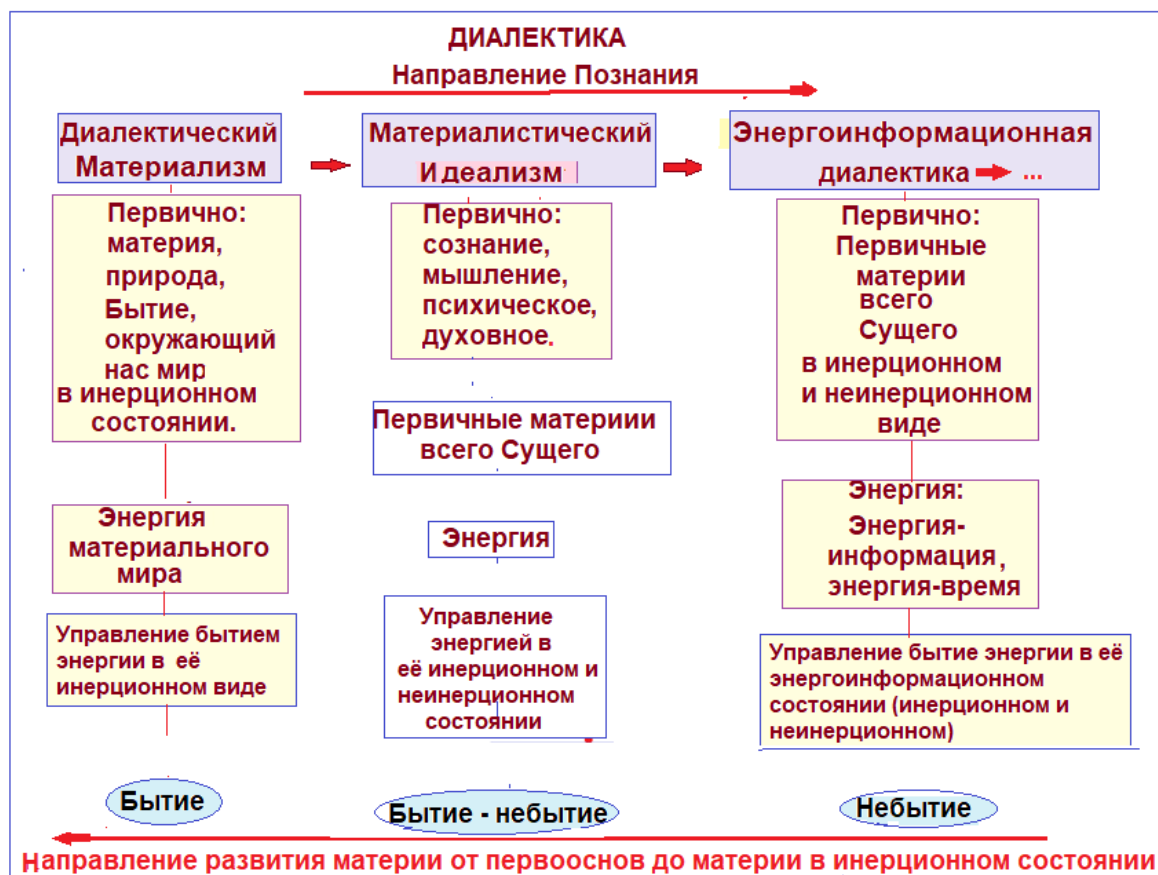 ДИАЛЕКТИКА
Направление Познания
Диалектический
Материализм
Первично:
материя,
природа,
Бытие,
окружающий
нас мир
в инерционном
состоянии.
Энергия
материального
мира
Управление бытием
энергии в её
инерционном виде
Бытие
Материалистический
Идеализм
Первично:
сознание,
мышление,
психическое,
духовное.
Первичные материии
всего Сущего
Энергия
Управление
энергией в
её инерционном и
неинерционном
состоянии
Бытие - небытие
Энергоинформационная
диалектика ...
Первично:
Первичные
материи
всего
Сущего
в инерционном
и неинерционном
виде
Энергия:
Энергия-
информация,
энергия-время
Управление бытие энергии в её
энергоинформационном
состоянии (инерционном и
неинерционном)
Небытие
Направление развития материи от первооснов до материи в инерционном состоянии